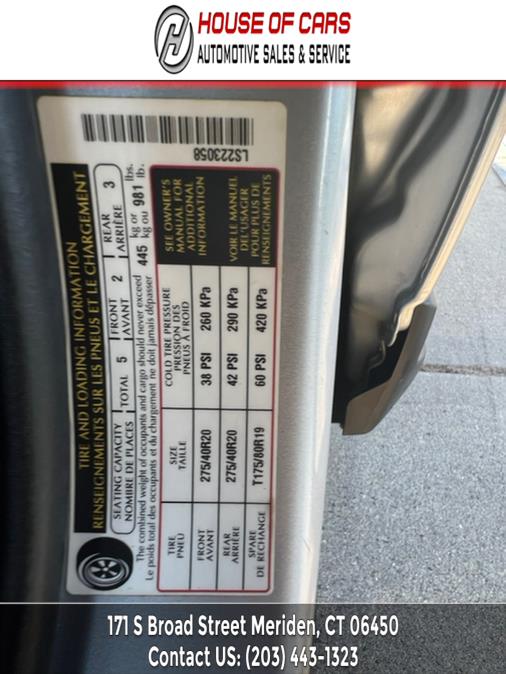 HOUSE OF CARS
AUTOMOTIVE SALES & SERVICE
LS223058
TIRE AND LOADING INFORMATION
RENSEIGNEMENTS SUR LES PNEUS ET LE CHARGEMENT
SEATING CAPACITY TOTAL 5 FRONT 2 REAR 3
NOMBRE DE PLACES AVANT ARRIÈRE
The combined weight of occupants and cargo should never exceed 445 kg or 981 lbs.
Le poids total des occupants et du chargement ne doit jamais dépasser kg ou lb.
TIRE SIZE COLD TIRE PRESSURE
PNEU TAILLE PRESSION DES
PNEUS À FROID
FRONT 275/40R20 38 PSI 260 KPa
AVANT
REAR 275/40R20 42 PSI 290 KPa
ARRIÈRE
SPARE T175/80R19 60 PSI 420 KPa
DE RECHANGE
SEE OWNER'S
MANUAL FOR
ADDITIONAL
INFORMATION
VOIR LE MANUEL
DE L'USAGER
POUR PLUS DE
RENSEIGNEMENTS
171 S Broad Street Meriden, CT 06450
Contact US: (203) 443-1323